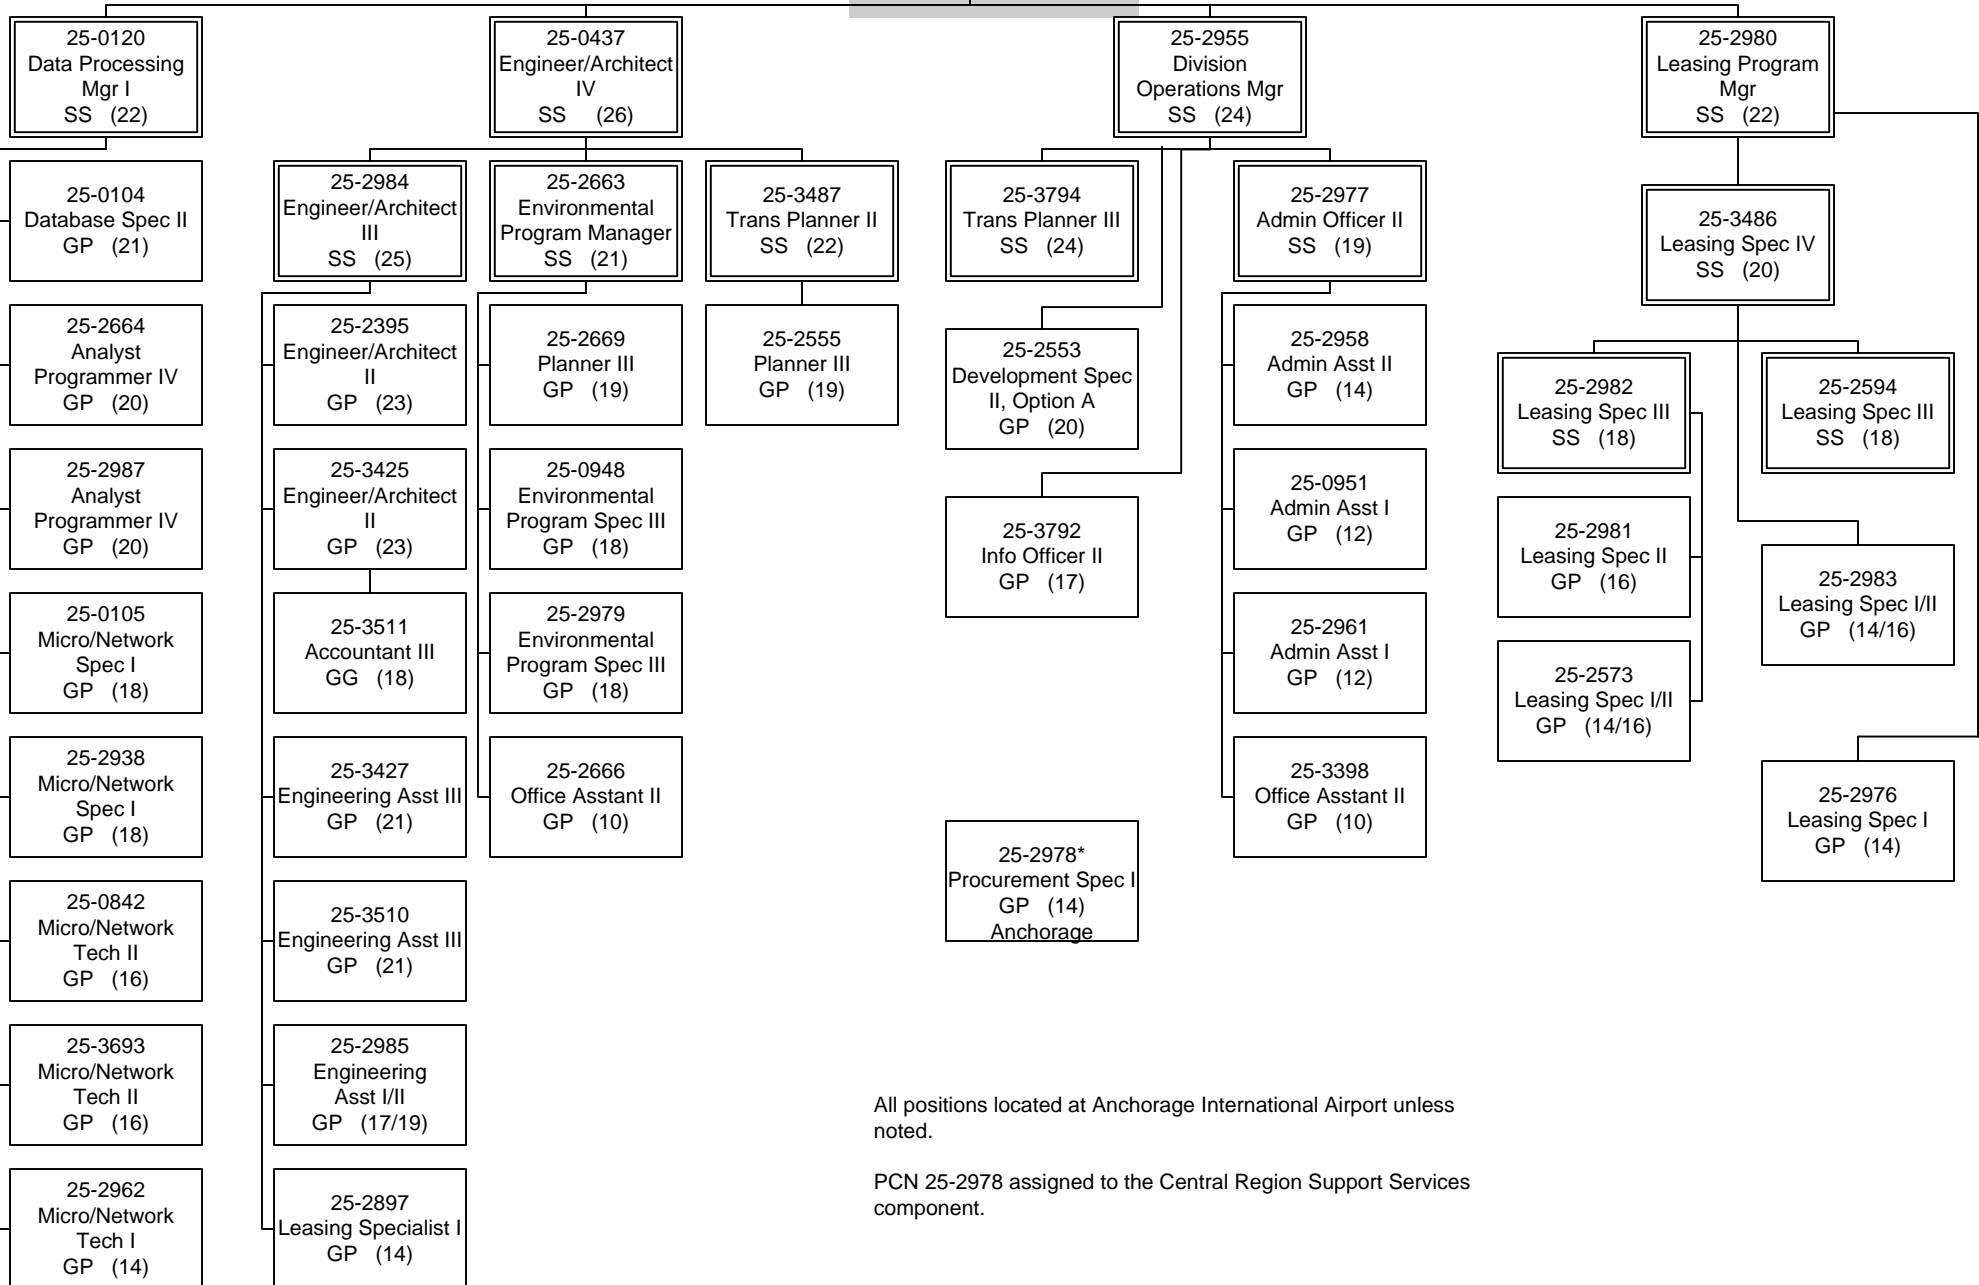 25-0120
Data Processing
Mgr I
SS (22)
25-0437
Engineer/Architect
IV
SS (26)
25-2955
Division
Operations Mgr
SS (24)
25-2980
Leasing Program
Mgr
SS (22)
25-0104
Database Spec II
GP (21)
25-2664
Analyst
Programmer IV
GP (20)
25-2987
Analyst
Programmer IV
GP (20)
25-0105
Micro/Network
Spec I
GP (18)
25-2938
Micro/Network
Spec I
GP (18)
25-0842
Micro/Network
Tech II
GP (16)
25-3693
Micro/Network
Tech II
GP (16)
25-2962
Micro/Network
Tech I
GP (14)
25-2984
Engineer/Architect
III
SS (25)
25-2395
Engineer/Architect
II
GP (23)
25-3425
Engineer/Architect
II
GP (23)
25-3511
Accountant III
GG (18)
25-3427
Engineering Asst III
GP (21)
25-3510
Engineering Asst III
GP (21)
25-2985
Engineering
Asst I/II
GP (17/19)
25-2897
Leasing Specialist I
GP (14)
25-2663
Environmental
Program Manager
SS (21)
25-2669
Planner III
GP (19)
25-0948
Environmental
Program Spec III
GP (18)
25-2979
Environmental
Program Spec III
GP (18)
25-2666
Office Asstant II
GP (10)
25-3487
Trans Planner II
SS (22)
25-2555
Planner III
GP (19)
25-3794
Trans Planner III
SS (24)
25-2553
Development Spec
II, Option A
GP (20)
25-3792
Info Officer II
GP (17)
25-2978*
Procurement Spec I
GP (14)
Anchorage
25-2977
Admin Officer II
SS (19)
25-2958
Admin Asst II
GP (14)
25-0951
Admin Asst I
GP (12)
25-2961
Admin Asst I
GP (12)
25-3398
Office Asstant II
GP (10)
25-3486
Leasing Spec IV
SS (20)
25-2982
Leasing Spec III
SS (18)
25-2981
Leasing Spec II
GP (16)
25-2573
Leasing Spec I/II
GP (14/16)
25-2594
Leasing Spec III
SS (18)
25-2983
Leasing Spec I/II
GP (14/16)
25-2976
Leasing Spec I
GP (14)
All positions located at Anchorage International Airport unless
noted.
PCN 25-2978 assigned to the Central Region Support Services
component.